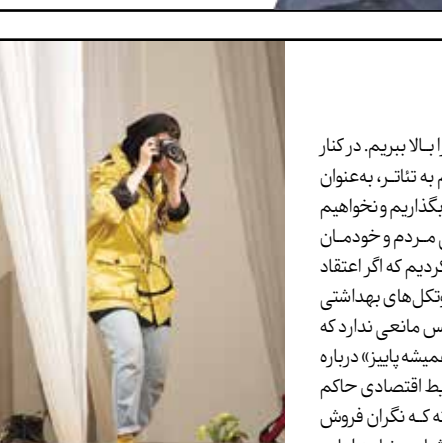 را بالا ببریم. در کنار
م به تئاتر، به‌عنوان
بگذاریم و نخواهیم
مردم و خودمان
کردیم که اگر اعتقاد
وتکل‌های بهداشتی
س مانعی ندارد که
همیشه پاییز» درباره
یط اقتصادی حاکم
که نگران فروش